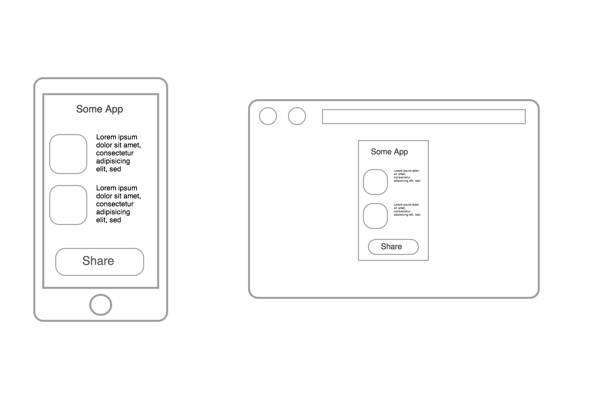 Some App
Lorem ipsum
dolor sit amet,
consectetur
adipisicing
elit, sed
Lorem ipsum
dolor sit amet,
consectetur
adipisicing
elit, sed
Share
Some App
Lorem ipsum dolor
sit amet,
consectetur
adipisicing elit, sed
Lorem ipsum dolor
sit amet,
consectetur
adipisicing elit, sed
Share